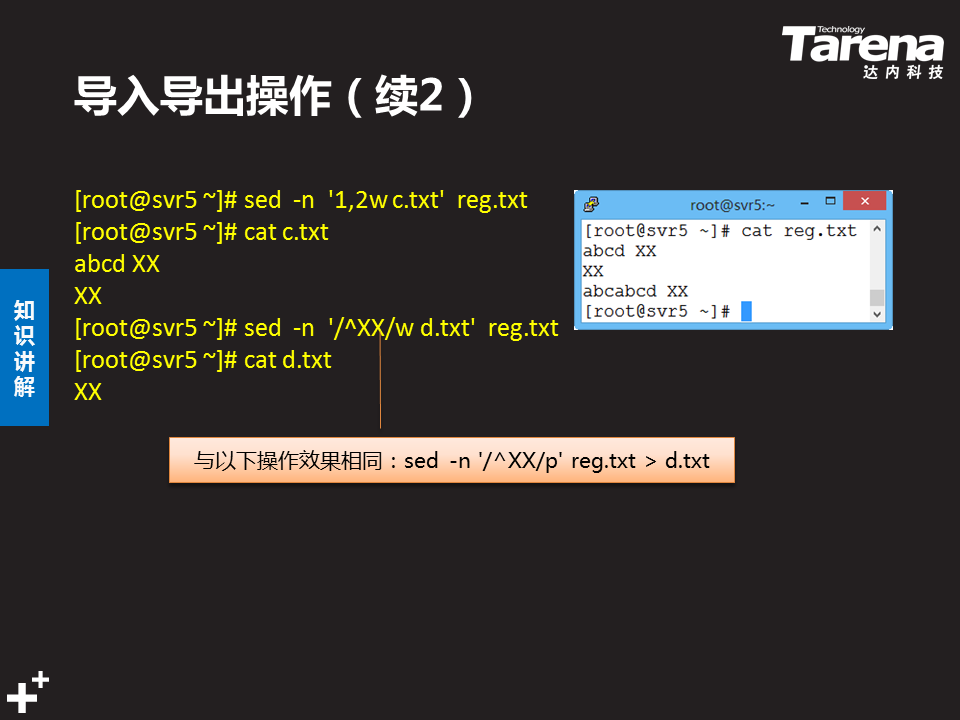 Technology
Tarena
达内科技
导入导出操作（续2）
[root@svr5 ~]# sed  -n  '1,2w c.txt'  reg.txt
[root@svr5 ~]# cat c.txt
abcd XX
XX
[root@svr5 ~]# sed  -n  '/^XX/w d.txt'  reg.txt
[root@svr5 ~]# cat d.txt
XX
root@svr5:~
[root@svr5 ~]# cat reg.txt
abcd XX
XX
abcabcd XX
[root@svr5 ~]#
知
识
讲
解
与以下操作效果相同：sed  -n '/^XX/p'  reg.txt > d.txt